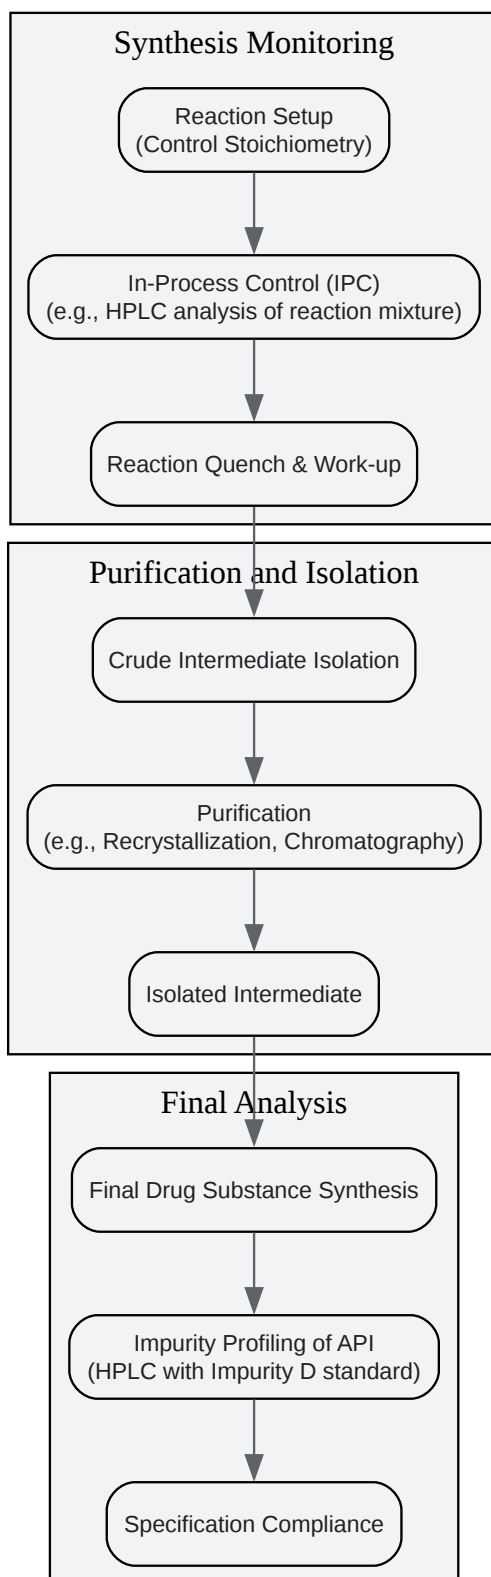 Synthesis Monitoring
Reaction Setup
(Control Stoichiometry)
In-Process Control (IPC)
(e.g., HPLC analysis of reaction mixture)
Reaction Quench & Work-up
Purification and Isolation
Crude Intermediate Isolation
Purification
(e.g., Recrystallization, Chromatography)
Isolated Intermediate
Final Analysis
Final Drug Substance Synthesis
Impurity Profiling of API
(HPLC with Impurity D standard)
Specification Compliance